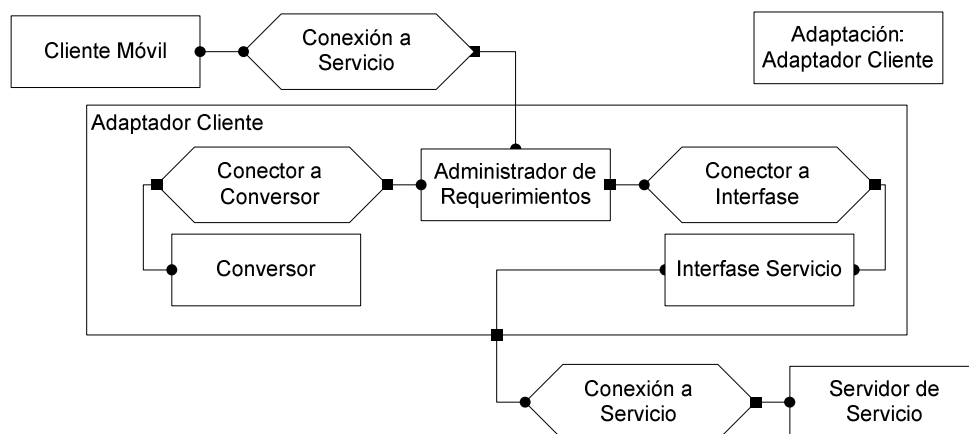 Cliente Móvil
Conexión a
Servicio
Adaptación:
Adaptador Cliente
Adaptador Cliente
Conector a
Conversor
Administrador de
Requerimientos
Conector a
Interfase
Conversor
Interfase Servicio
Conexión a
Servicio
Servidor de
Servicio